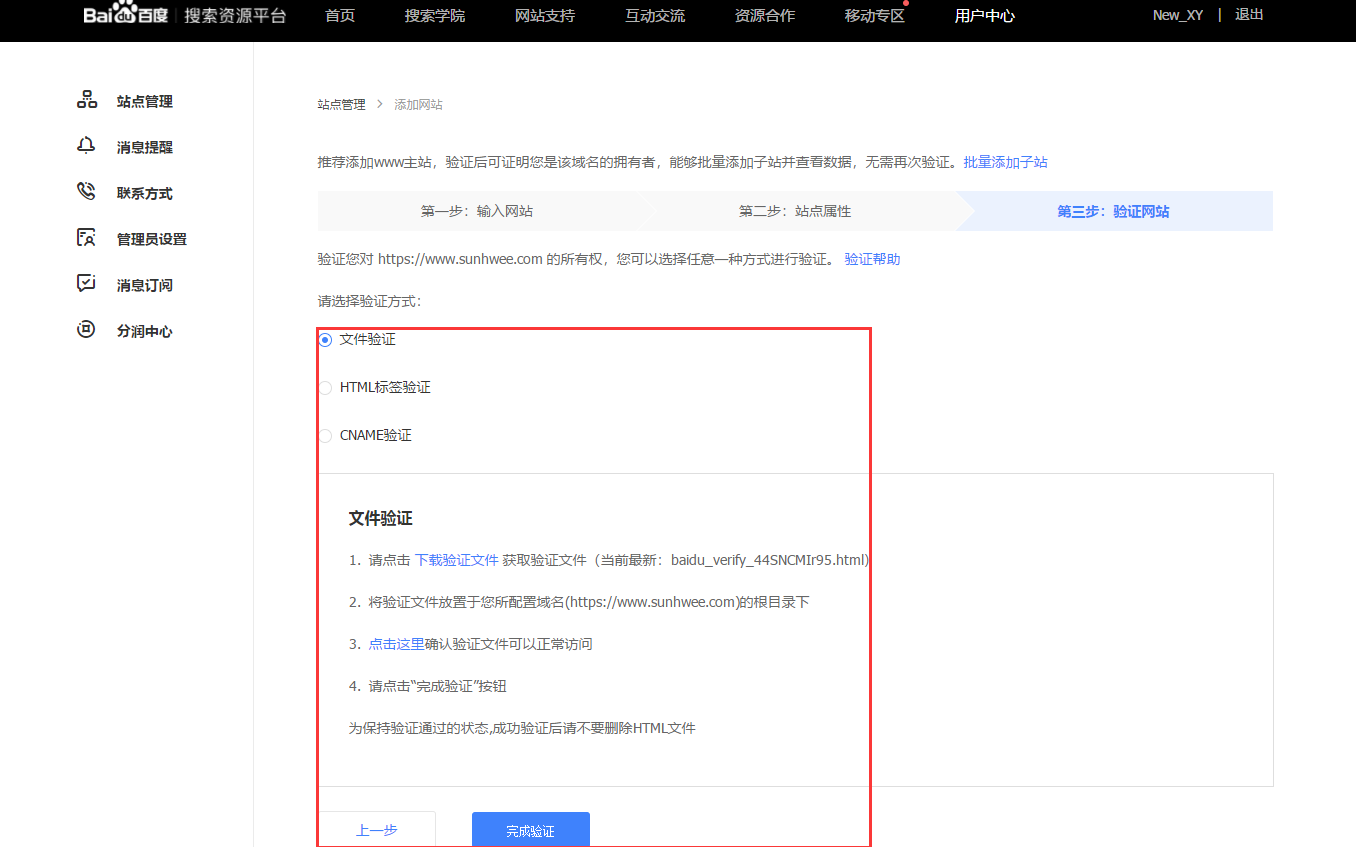 Bai百度 搜索资源平台 首页 搜索学院 网站支持 互动交流 资源合作 移动专区 用户中心 New_XY | 退出
站点管理
消息提醒
联系方式
管理员设置
消息订阅
分润中心
站点管理 > 添加网站
推荐添加www主站，验证后可证明您是该域名的拥有者，能够批量添加子站并查看数据，无需再次验证。批量添加子站
第一步：输入网站 第二步：站点属性 第三步：验证网站
验证您对 https://www.sunhwee.com 的所有权，您可以选择任意一种方式进行验证。 验证帮助
请选择验证方式：
文件验证
HTML标签验证
CNAME验证
文件验证
1. 请点击 下载验证文件 获取验证文件（当前最新：baidu_verify_44SNCMIr95.html)
2. 将验证文件放置于您所配置域名(https://www.sunhwee.com)的根目录下
3. 点击这里确认验证文件可以正常访问
4. 请点击“完成验证”按钮
为保持验证通过的状态,成功验证后请不要删除HTML文件
上一步 完成验证